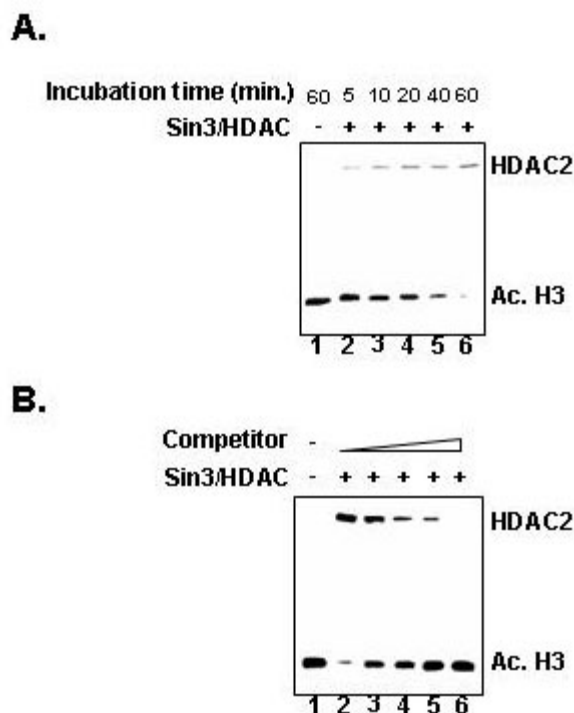 A.
Incubation time (min.) 60 5 10 20 40 60
Sin3/HDAC - + + + + +
HDAC2
Ac. H3
1 2 3 4 5 6
B.
Competitor -
Sin3/HDAC - + + + + +
HDAC2
Ac. H3
1 2 3 4 5 6